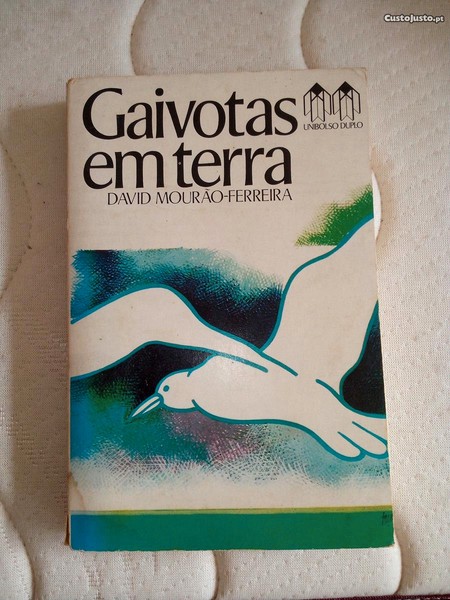 CustoJusto.pt
Gaivotas
em terra
UNIBOLSO DUPLO
DAVID MOURÃO-FERREIRA